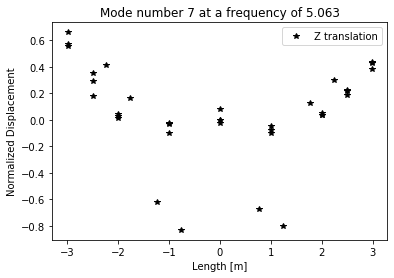 Mode number 7 at a frequency of 5.063
Z translation
Normalized Displacement
0.6
0.4
0.2
0.0
−0.2
−0.4
−0.6
−0.8
−3 −2 −1 0 1 2 3
Length [m]